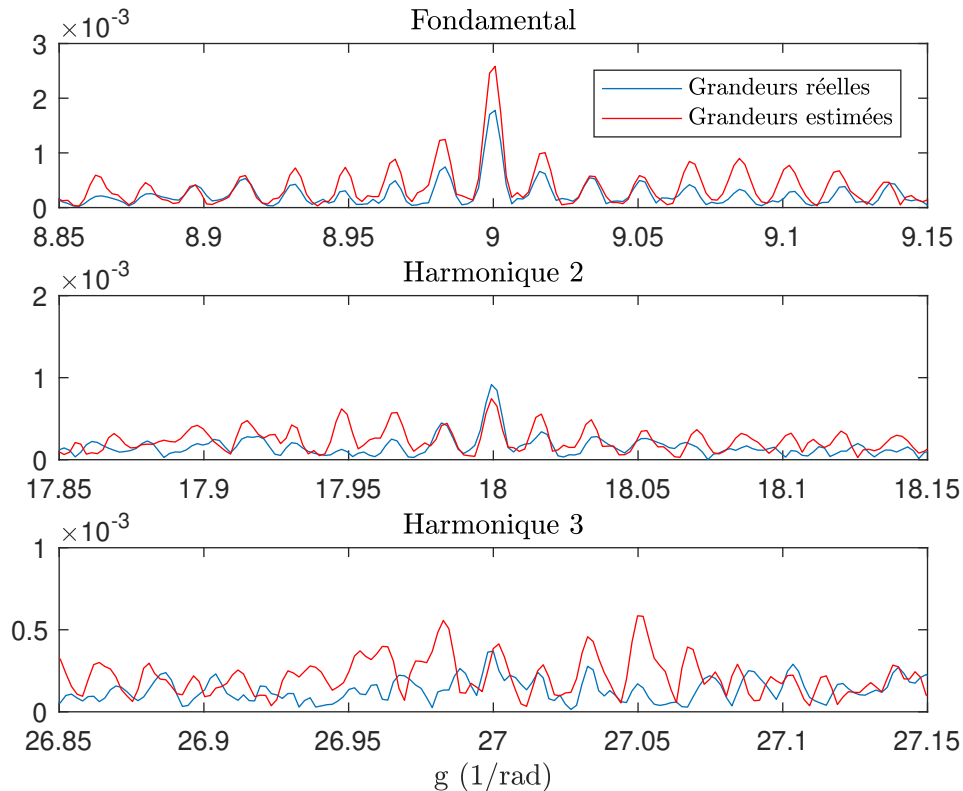 Fondamental
×10-3
3
2
1
0
Grandeurs réelles
Grandeurs estimées
8.85 8.9 8.95 9 9.05 9.1 9.15
Harmonique 2
×10-3
2
1
0
17.85 17.9 17.95 18 18.05 18.1 18.15
Harmonique 3
×10-3
1
0.5
0
26.85 26.9 26.95 27 27.05 27.1 27.15
g (1/rad)